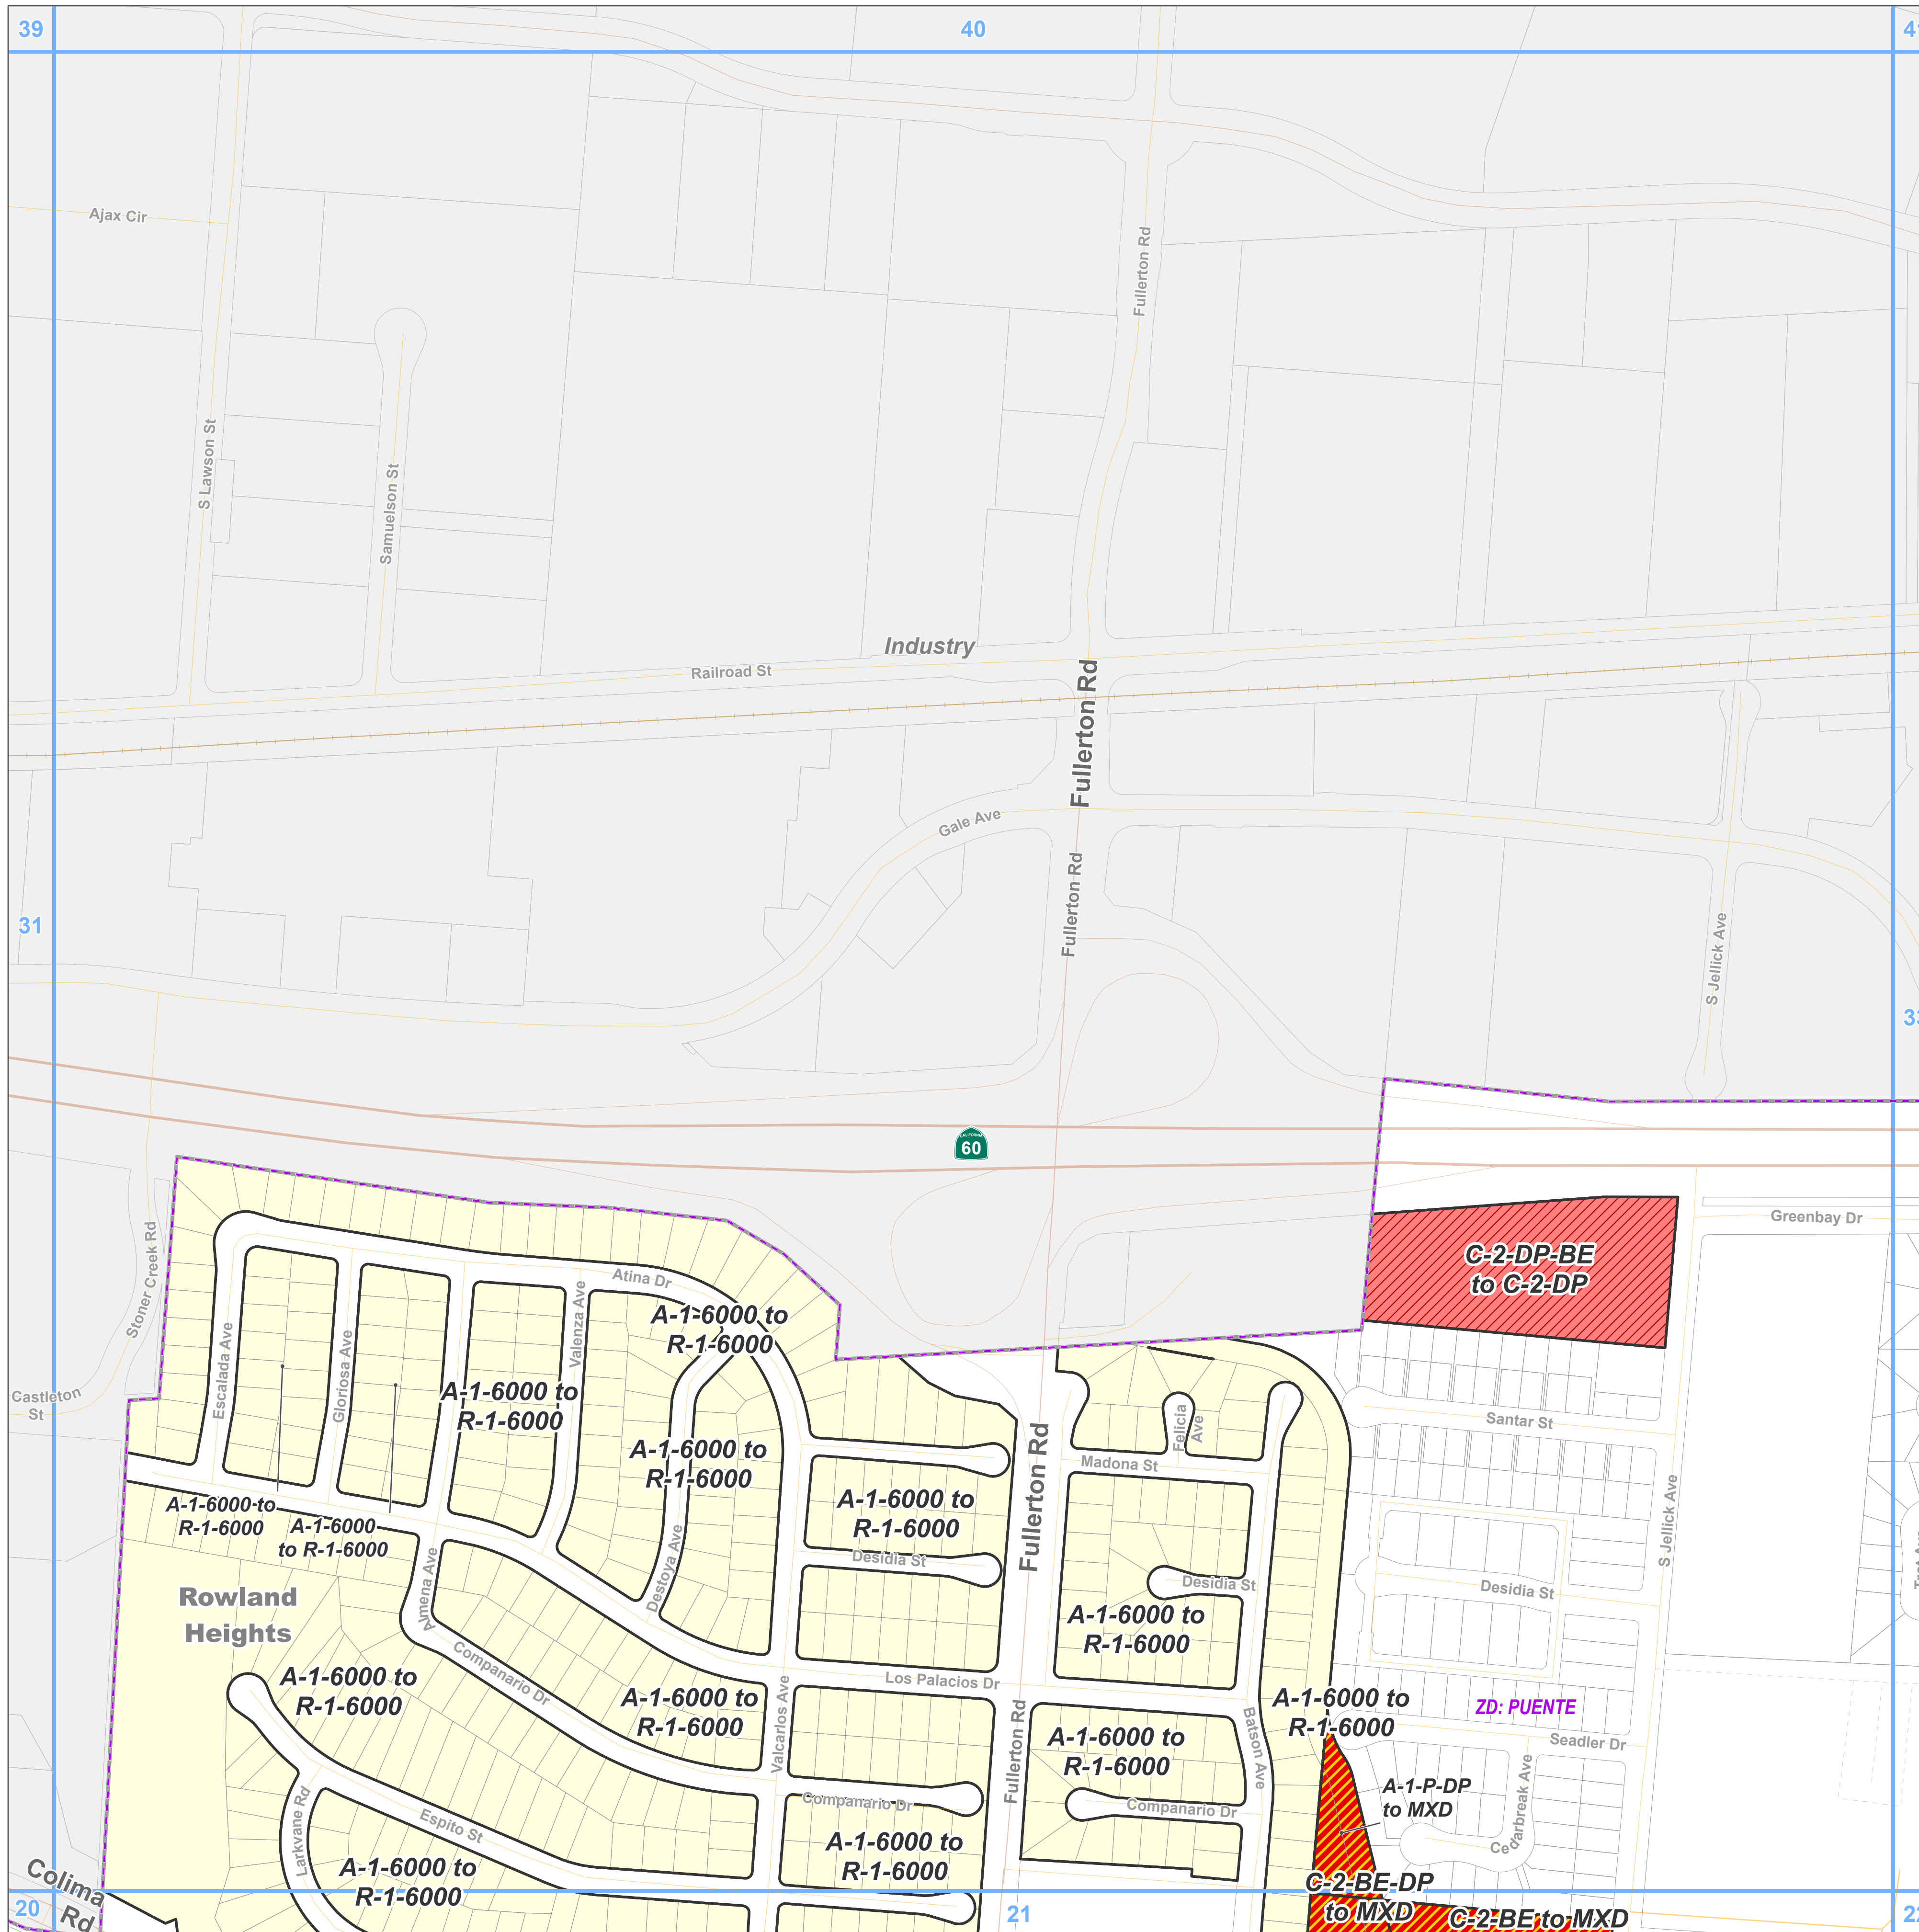 39
40
41
Ajax Cir
Fullerton Rd
S Lawson St
Samuelson St
Industry
Railroad St
Fullerton Rd
Gale Ave
Fullerton Rd
31
S Jellick Ave
33
CALIFORNIA
60
Greenbay Dr
C-2-DP-BE
to C-2-DP
Stoner Creek Rd
Atina Dr
A-1-6000 to
R-1-6000
Escalada Ave
Gloriosa Ave
Valenza Ave
Castleton
St
A-1-6000 to
R-1-6000
A-1-6000 to
R-1-6000
Felicia
Ave
Santar St
Madona St
Fullerton Rd
A-1-6000 to
R-1-6000
A-1-6000 to
R-1-6000
A-1-6000
to R-1-6000
S Jellick Ave
Desidia St
Desidia St
Desidia St
Amena Ave
Destoya Ave
Rowland
Heights
A-1-6000 to
R-1-6000
Companario Dr
Los Palacios Dr
A-1-6000 to
R-1-6000
A-1-6000 to
R-1-6000
Valcarlos Ave
Fullerton Rd
A-1-6000 to
R-1-6000
Batson Ave
A-1-6000 to
R-1-6000
ZD: PUENTE
Seadler Dr
A-1-P-DP
to MXD
Companario Dr
Companario Dr
Cedarbreak Ave
Larkvane Rd
Espito St
A-1-6000 to
R-1-6000
A-1-6000 to
R-1-6000
Colima
Rd
C-2-BE-DP
to MXD
C-2-BE to MXD
20
21
22